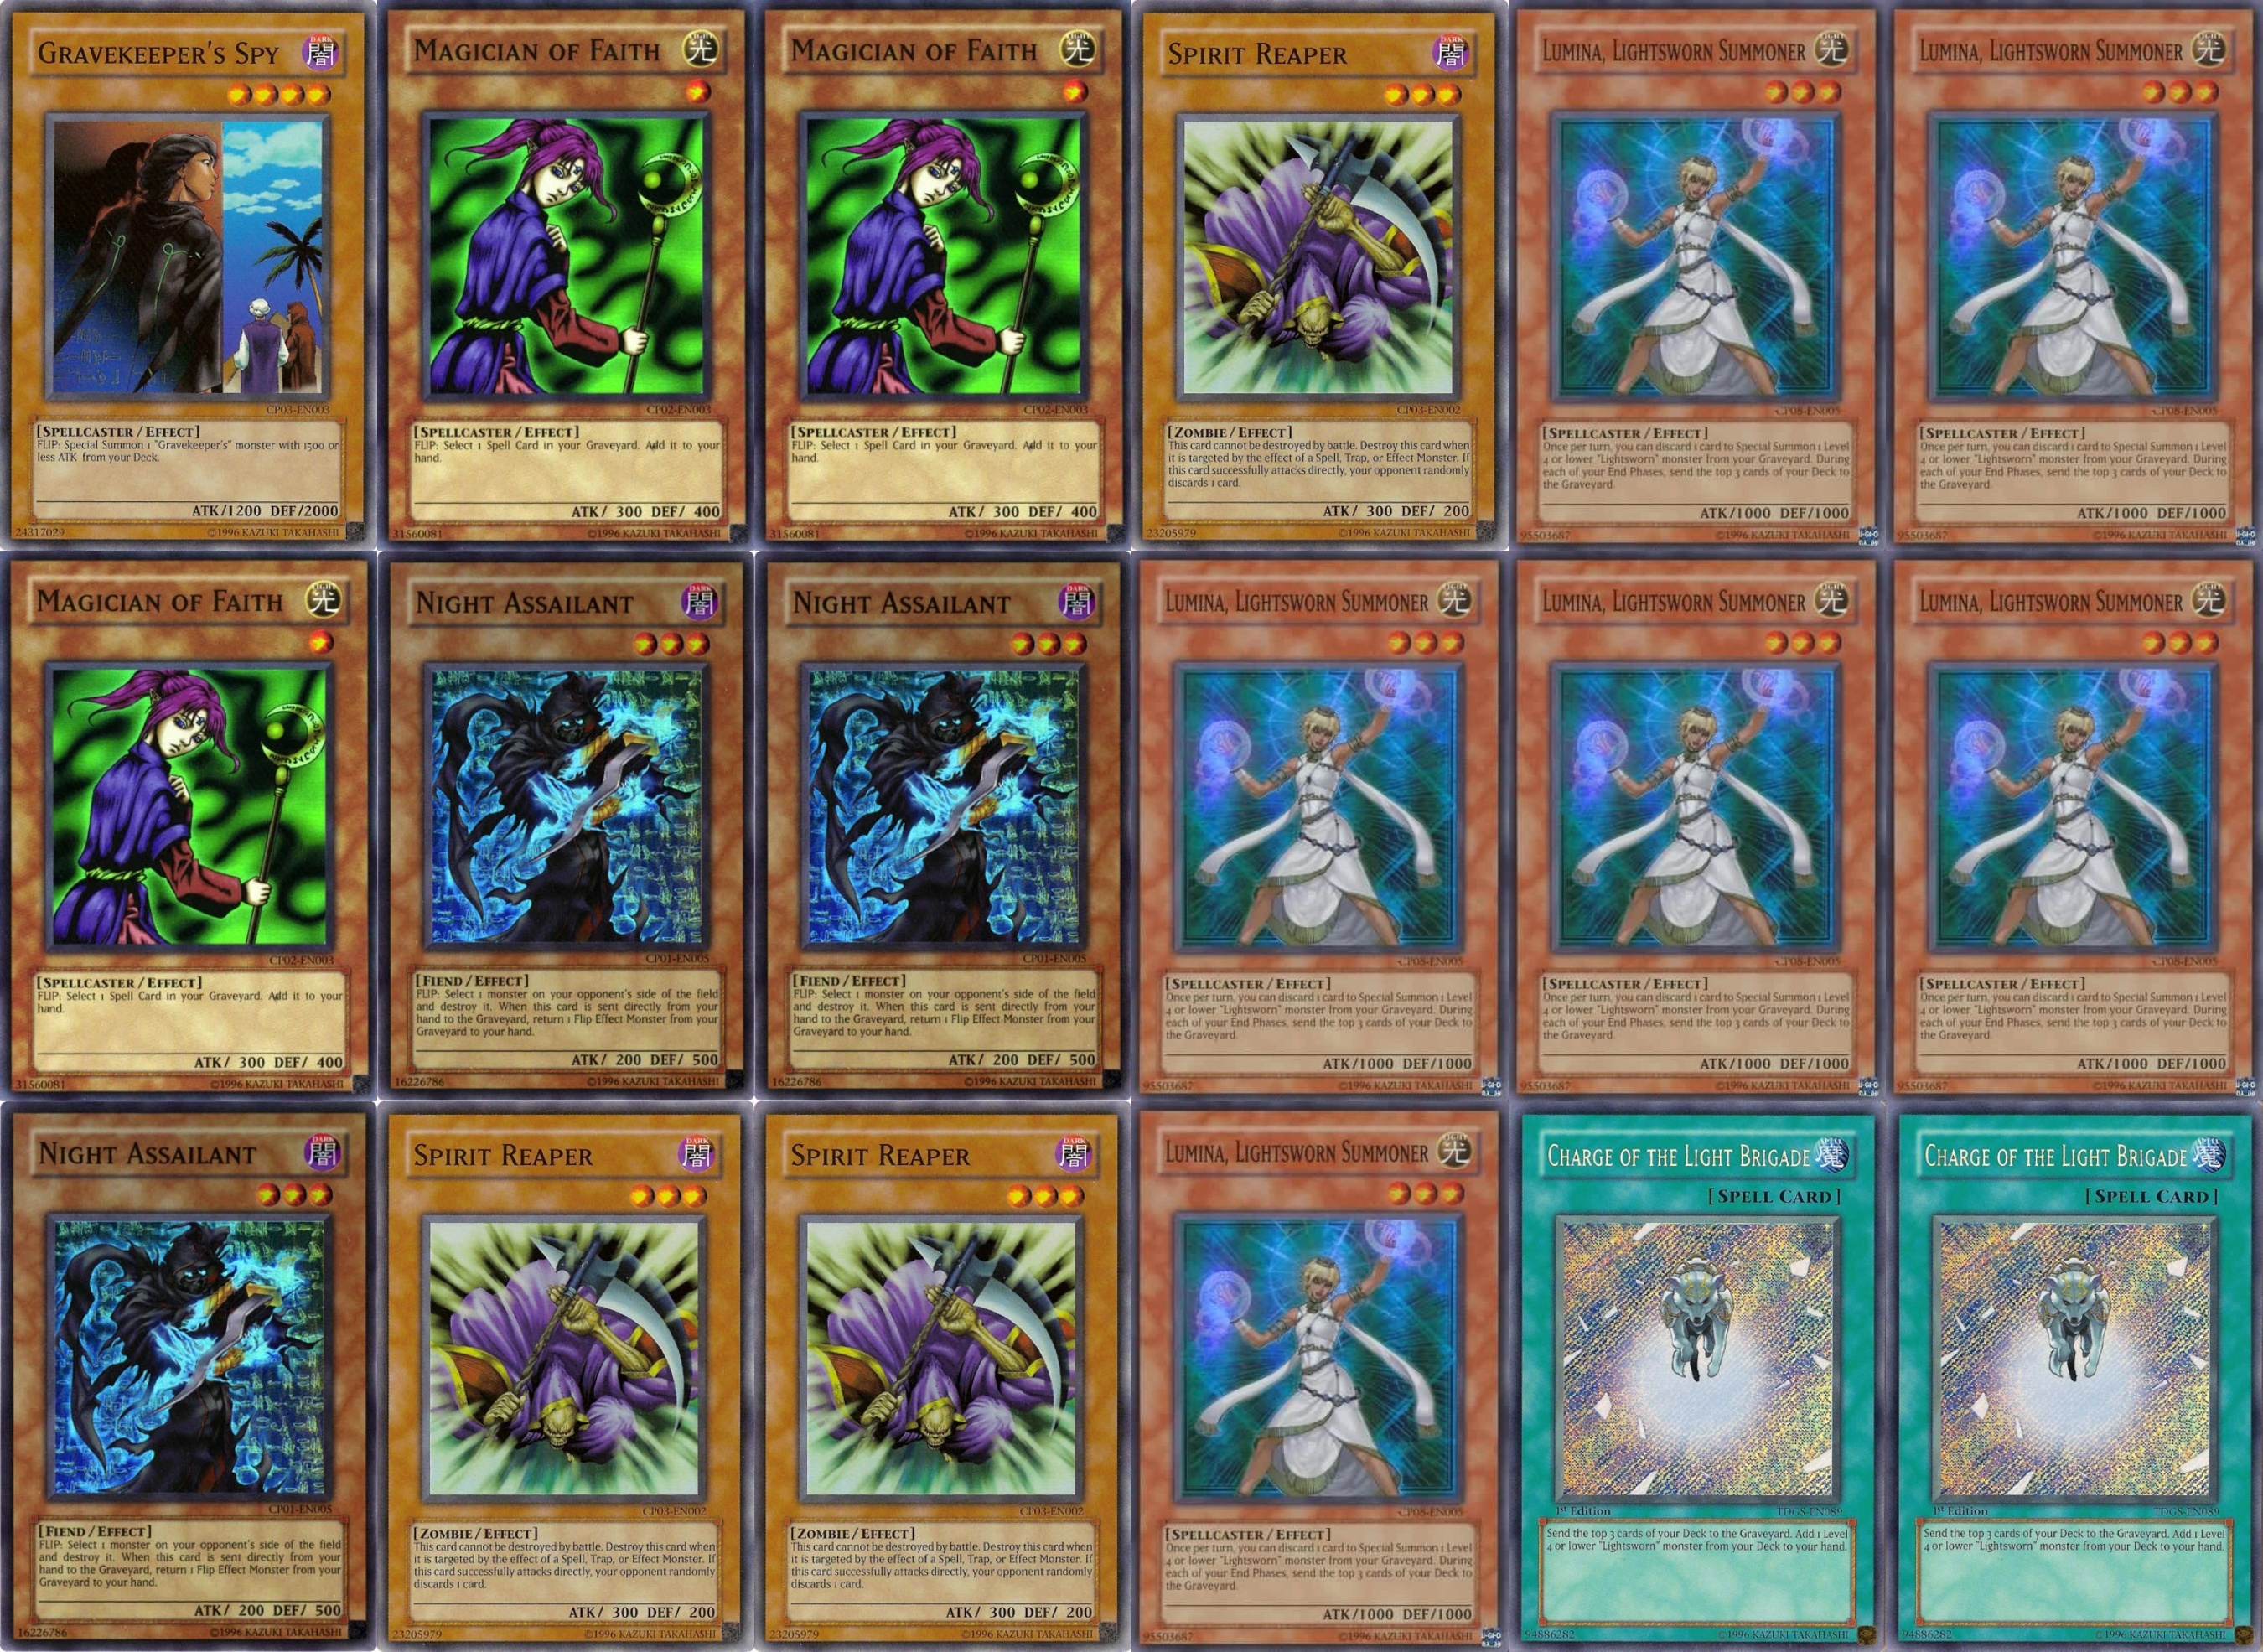 GRAVEKEEPER'S SPY
DARK
闇
CP03-EN003
[SPELLCASTER / EFFECT]
FLIP: Special Summon 1 "Gravekeeper's" monster with 1500 or
less ATK from your Deck.
ATK/1200 DEF/2000
24317029 ©1996 KAZUKI TAKAHASHI
MAGICIAN OF FAITH
LIGHT
光
CP02-EN003
[SPELLCASTER / EFFECT]
FLIP: Select 1 Spell Card in your Graveyard. Add it to your
hand.
ATK/ 300 DEF/ 400
31560081 ©1996 KAZUKI TAKAHASHI
MAGICIAN OF FAITH
LIGHT
光
CP02-EN003
[SPELLCASTER / EFFECT]
FLIP: Select 1 Spell Card in your Graveyard. Add it to your
hand.
ATK/ 300 DEF/ 400
31560081 ©1996 KAZUKI TAKAHASHI
SPIRIT REAPER
DARK
闇
CP03-EN002
[ZOMBIE / EFFECT]
This card cannot be destroyed by battle. Destroy this card when
it is targeted by the effect of a Spell, Trap, or Effect Monster. If
this card successfully attacks directly, your opponent randomly
discards 1 card.
ATK/ 300 DEF/ 200
23205979 ©1996 KAZUKI TAKAHASHI
LUMINA, LIGHTSWORN SUMMONER
LIGHT
光
CP08-EN005
[SPELLCASTER / EFFECT]
Once per turn, you can discard 1 card to Special Summon 1 Level
4 or lower "Lightsworn" monster from your Graveyard. During
each of your End Phases, send the top 3 cards of your Deck to
the Graveyard.
ATK/1000 DEF/1000
95503687 ©1996 KAZUKI TAKAHASHI
LUMINA, LIGHTSWORN SUMMONER
LIGHT
光
CP08-EN005
[SPELLCASTER / EFFECT]
Once per turn, you can discard 1 card to Special Summon 1 Level
4 or lower "Lightsworn" monster from your Graveyard. During
each of your End Phases, send the top 3 cards of your Deck to
the Graveyard.
ATK/1000 DEF/1000
95503687 ©1996 KAZUKI TAKAHASHI
MAGICIAN OF FAITH
LIGHT
光
CP02-EN003
[SPELLCASTER / EFFECT]
FLIP: Select 1 Spell Card in your Graveyard. Add it to your
hand.
ATK/ 300 DEF/ 400
31560081 ©1996 KAZUKI TAKAHASHI
NIGHT ASSAILANT
DARK
闇
CP01-EN005
[FIEND / EFFECT]
FLIP: Select 1 monster on your opponent's side of the field
and destroy it. When this card is sent directly from your
hand to the Graveyard, return 1 Flip Effect Monster from your
Graveyard to your hand.
ATK/ 200 DEF/ 500
16226786 ©1996 KAZUKI TAKAHASHI
NIGHT ASSAILANT
DARK
闇
CP01-EN005
[FIEND / EFFECT]
FLIP: Select 1 monster on your opponent's side of the field
and destroy it. When this card is sent directly from your
hand to the Graveyard, return 1 Flip Effect Monster from your
Graveyard to your hand.
ATK/ 200 DEF/ 500
16226786 ©1996 KAZUKI TAKAHASHI
LUMINA, LIGHTSWORN SUMMONER
LIGHT
光
CP08-EN005
[SPELLCASTER / EFFECT]
Once per turn, you can discard 1 card to Special Summon 1 Level
4 or lower "Lightsworn" monster from your Graveyard. During
each of your End Phases, send the top 3 cards of your Deck to
the Graveyard.
ATK/1000 DEF/1000
95503687 ©1996 KAZUKI TAKAHASHI
LUMINA, LIGHTSWORN SUMMONER
LIGHT
光
CP08-EN005
[SPELLCASTER / EFFECT]
Once per turn, you can discard 1 card to Special Summon 1 Level
4 or lower "Lightsworn" monster from your Graveyard. During
each of your End Phases, send the top 3 cards of your Deck to
the Graveyard.
ATK/1000 DEF/1000
95503687 ©1996 KAZUKI TAKAHASHI
LUMINA, LIGHTSWORN SUMMONER
LIGHT
光
CP08-EN005
[SPELLCASTER / EFFECT]
Once per turn, you can discard 1 card to Special Summon 1 Level
4 or lower "Lightsworn" monster from your Graveyard. During
each of your End Phases, send the top 3 cards of your Deck to
the Graveyard.
ATK/1000 DEF/1000
95503687 ©1996 KAZUKI TAKAHASHI
NIGHT ASSAILANT
DARK
闇
CP01-EN005
[FIEND / EFFECT]
FLIP: Select 1 monster on your opponent's side of the field
and destroy it. When this card is sent directly from your
hand to the Graveyard, return 1 Flip Effect Monster from your
Graveyard to your hand.
ATK/ 200 DEF/ 500
16226786 ©1996 KAZUKI TAKAHASHI
SPIRIT REAPER
DARK
闇
CP03-EN002
[ZOMBIE / EFFECT]
This card cannot be destroyed by battle. Destroy this card when
it is targeted by the effect of a Spell, Trap, or Effect Monster. If
this card successfully attacks directly, your opponent randomly
discards 1 card.
ATK/ 300 DEF/ 200
23205979 ©1996 KAZUKI TAKAHASHI
SPIRIT REAPER
DARK
闇
CP03-EN002
[ZOMBIE / EFFECT]
This card cannot be destroyed by battle. Destroy this card when
it is targeted by the effect of a Spell, Trap, or Effect Monster. If
this card successfully attacks directly, your opponent randomly
discards 1 card.
ATK/ 300 DEF/ 200
23205979 ©1996 KAZUKI TAKAHASHI
LUMINA, LIGHTSWORN SUMMONER
LIGHT
光
CP08-EN005
[SPELLCASTER / EFFECT]
Once per turn, you can discard 1 card to Special Summon 1 Level
4 or lower "Lightsworn" monster from your Graveyard. During
each of your End Phases, send the top 3 cards of your Deck to
the Graveyard.
ATK/1000 DEF/1000
95503687 ©1996 KAZUKI TAKAHASHI
CHARGE OF THE LIGHT BRIGADE
SPELL
魔
[SPELL CARD]
1st Edition TDGS-EN089
Send the top 3 cards of your Deck to the Graveyard. Add 1 Level
4 or lower "Lightsworn" monster from your Deck to your hand.
94886282 ©1996 KAZUKI TAKAHASHI
CHARGE OF THE LIGHT BRIGADE
SPELL
魔
[SPELL CARD]
1st Edition TDGS-EN089
Send the top 3 cards of your Deck to the Graveyard. Add 1 Level
4 or lower "Lightsworn" monster from your Deck to your hand.
94886282 ©1996 KAZUKI TAKAHASHI